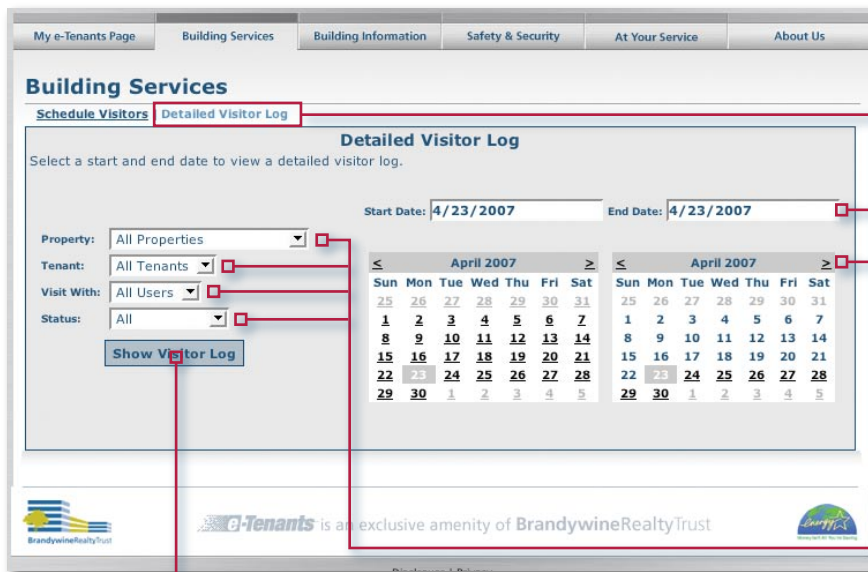 My e-Tenants Page Building Services Building Information Safety & Security At Your Service About Us
Building Services
Schedule Visitors Detailed Visitor Log
Detailed Visitor Log
Select a start and end date to view a detailed visitor log.
Start Date: 4/23/2007 End Date: 4/23/2007
Property: All Properties
Tenant: All Tenants
Visit With: All Users
Status: All
Show Visitor Log
< April 2007 >
Sun Mon Tue Wed Thu Fri Sat
25 26 27 28 29 30 31
1 2 3 4 5 6 7
8 9 10 11 12 13 14
15 16 17 18 19 20 21
22 23 24 25 26 27 28
29 30 1 2 3 4 5
< April 2007 >
Sun Mon Tue Wed Thu Fri Sat
25 26 27 28 29 30 31
1 2 3 4 5 6 7
8 9 10 11 12 13 14
15 16 17 18 19 20 21
22 23 24 25 26 27 28
29 30 1 2 3 4 5
BrandywineRealtyTrust
e-Tenants is an exclusive amenity of BrandywineRealtyTrust
energy